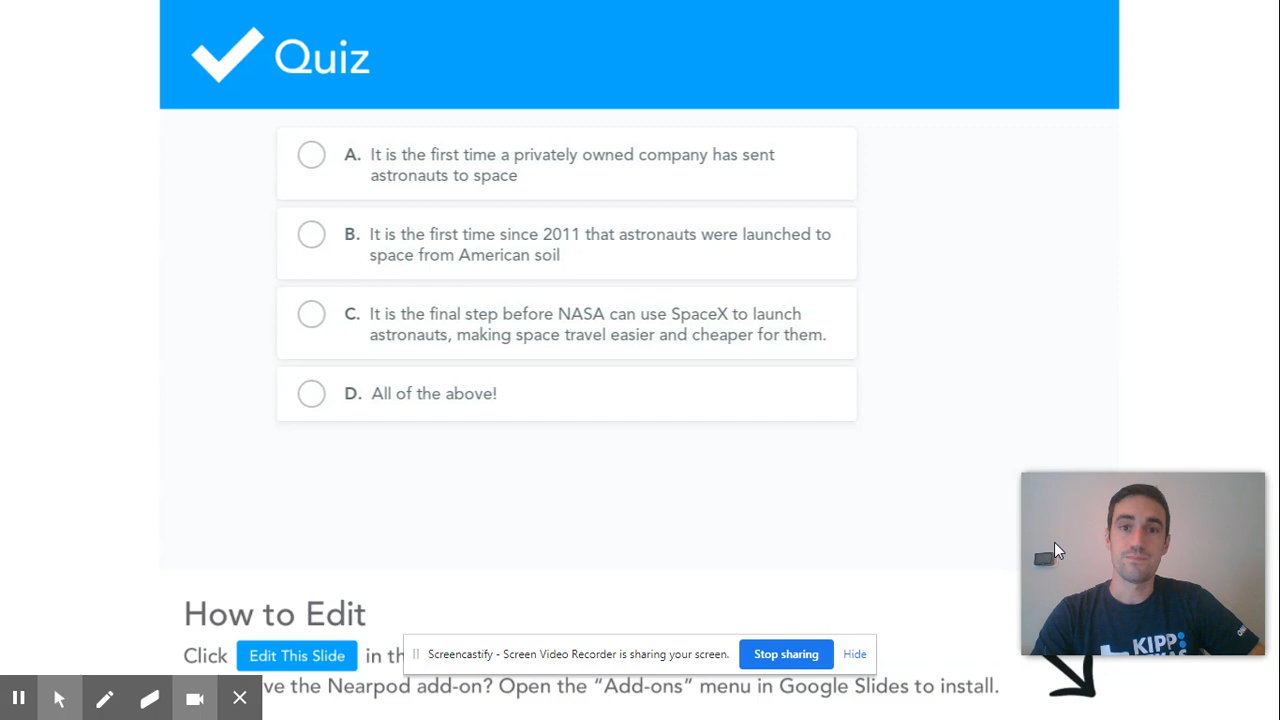 Quiz
A. It is the first time a privately owned company has sent
astronauts to space
B. It is the first time since 2011 that astronauts were launched to
space from American soil
C. It is the final step before NASA can use SpaceX to launch
astronauts, making space travel easier and cheaper for them.
D. All of the above!
How to Edit
Click Edit This Slide in th
Screencastify - Screen Video Recorder is sharing your screen. Stop sharing Hide
ve the Nearpod add-on? Open the “Add-ons” menu in Google Slides to install.
KIPP: